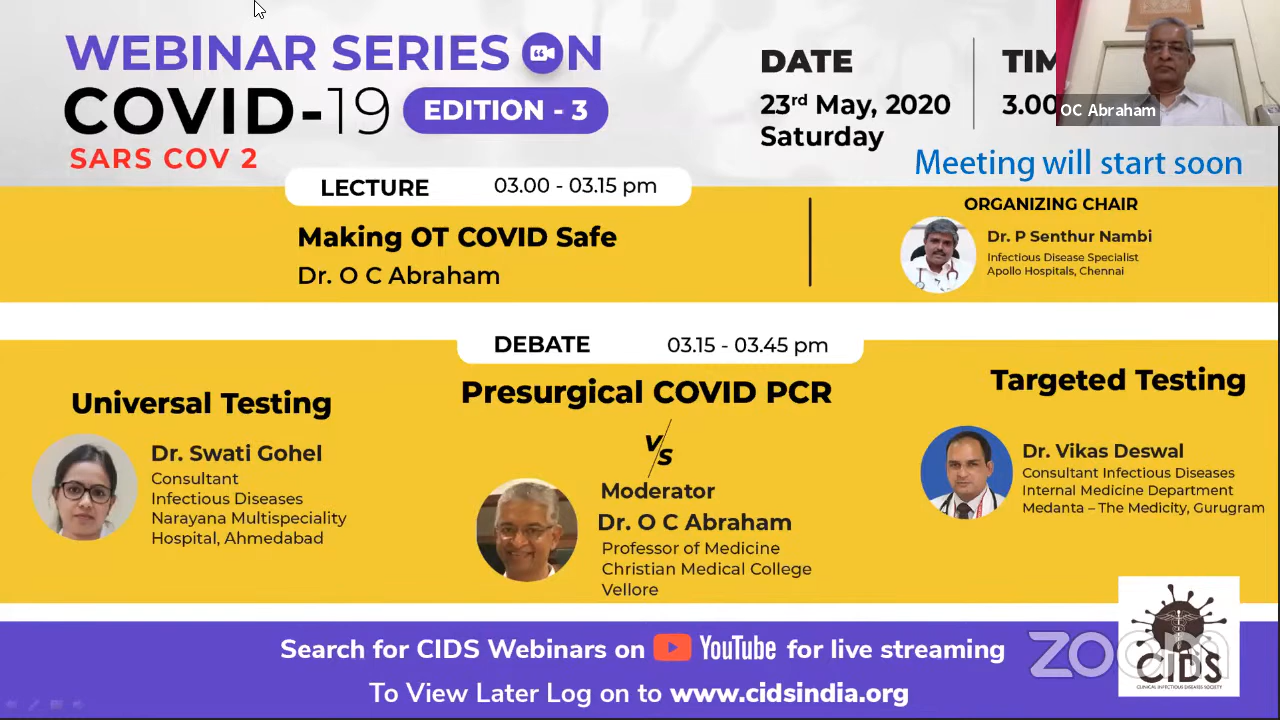 WEBINAR SERIES ON
COVID-19 EDITION - 3
SARS COV 2
DATE
23rd May, 2020
Saturday
TIM
3.00
OC Abraham
Meeting will start soon
LECTURE 03.00 - 03.15 pm
Making OT COVID Safe
Dr. O C Abraham
ORGANIZING CHAIR
Dr. P Senthur Nambi
Infectious Disease Specialist
Apollo Hospitals, Chennai
DEBATE 03.15 - 03.45 pm
Presurgical COVID PCR
Universal Testing
Dr. Swati Gohel
Consultant
Infectious Diseases
Narayana Multispeciality
Hospital, Ahmedabad
VS
Moderator
Dr. O C Abraham
Professor of Medicine
Christian Medical College
Vellore
Targeted Testing
Dr. Vikas Deswal
Consultant Infectious Diseases
Internal Medicine Department
Medanta – The Medicity, Gurugram
Search for CIDS Webinars on YouTube for live streaming
To View Later Log on to www.cidsindia.org
zoom
CIDS
CLINICAL INFECTIOUS DISEASES SOCIETY